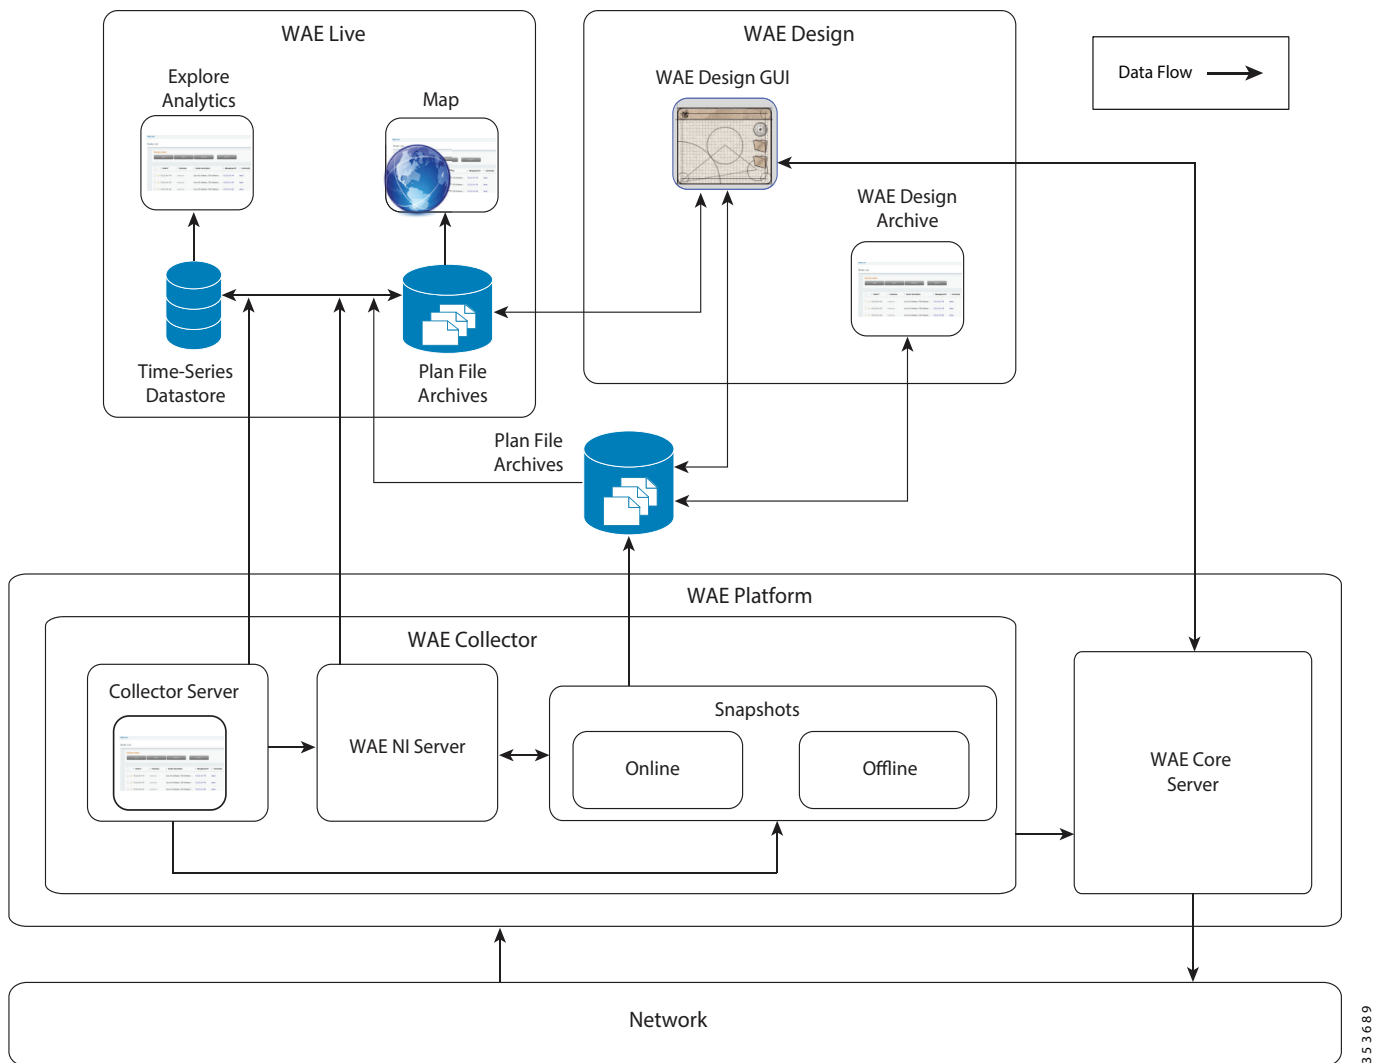 WAE Live
WAE Design
Data Flow
Explore
Analytics
Map
WAE Design GUI
WAE Design
Archive
Time-Series
Datastore
Plan File
Archives
Plan File
Archives
WAE Platform
WAE Collector
Collector Server
WAE NI Server
Snapshots
Online
Offline
WAE Core
Server
Network
353689